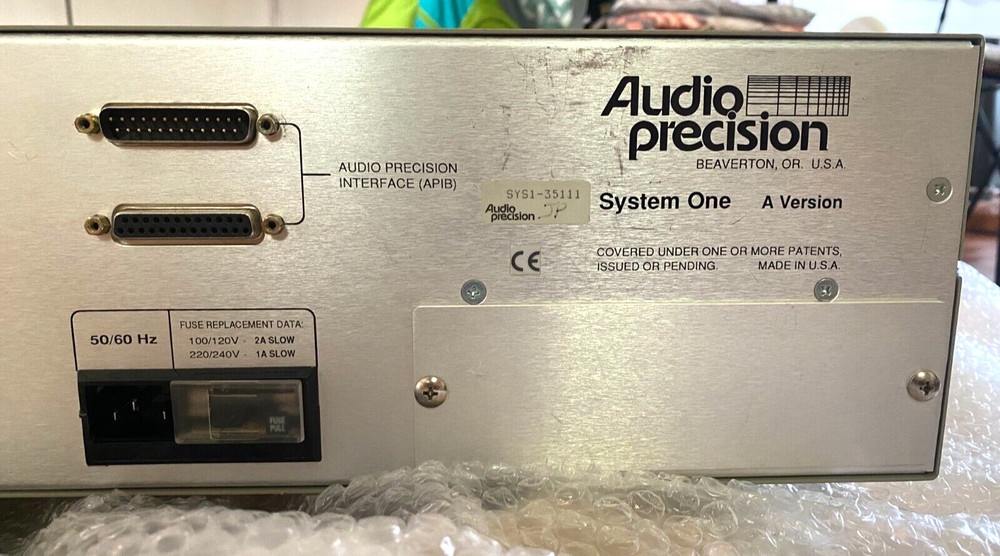 Audio
precision
BEAVERTON, OR. U.S.A.
AUDIO PRECISION
INTERFACE (APIB)
SYS1-35111
Audio
precision
System One A Version
CE
COVERED UNDER ONE OR MORE PATENTS,
ISSUED OR PENDING. MADE IN U.S.A.
50/60 Hz
FUSE REPLACEMENT DATA:
100/120V - 2A SLOW
220/240V - 1A SLOW
FUSE
PULL